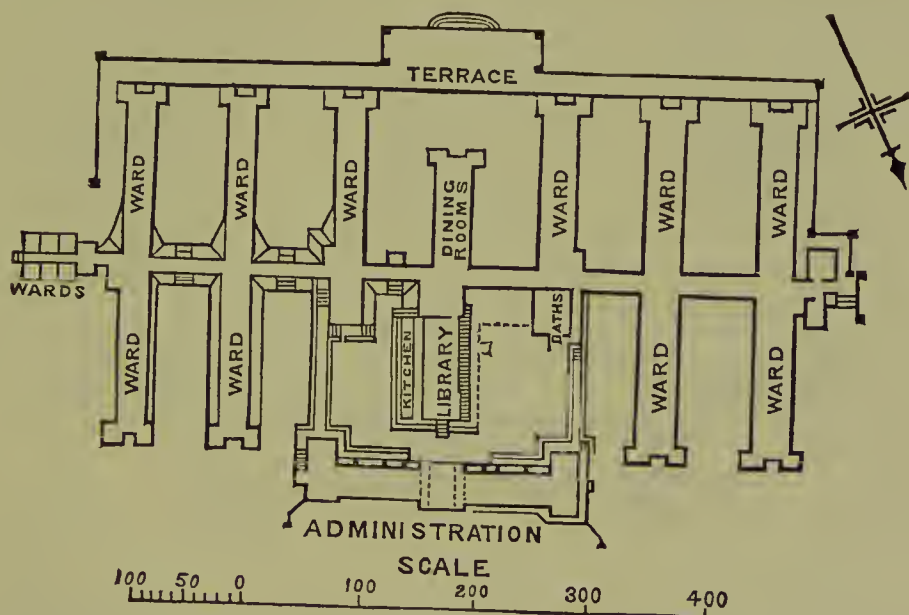 TERRACE
WARD
WARD
WARD
DINING
ROOMS
WARD
WARD
WARD
WARDS
WARD
WARD
KITCHEN
LIBRARY
BATHS
WARD
WARD
ADMINISTRATION
SCALE
100 50 0 100 200 300 400